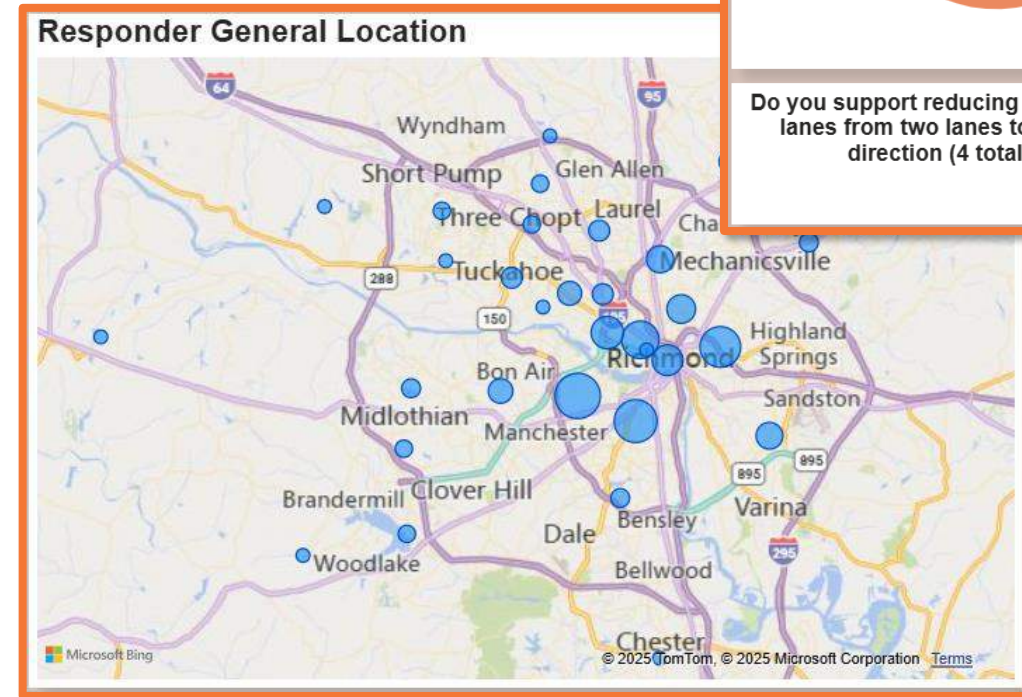 Responder General Location
Do you support reducing
lanes from two lanes to
direction (4 total
64
95
Wyndham
Short Pump
Glen Allen
Three Chopt
Laurel
Cha
Mechanicsville
Tuckahoe
288
150
Highland
Springs
Richmond
Bon Air
Sandston
Midlothian
Manchester
895
895
Brandermill
Clover Hill
Varina
Dale
Bensley
295
Woodlake
Bellwood
Chester
Microsoft Bing
© 2025 TomTom, © 2025 Microsoft Corporation Terms